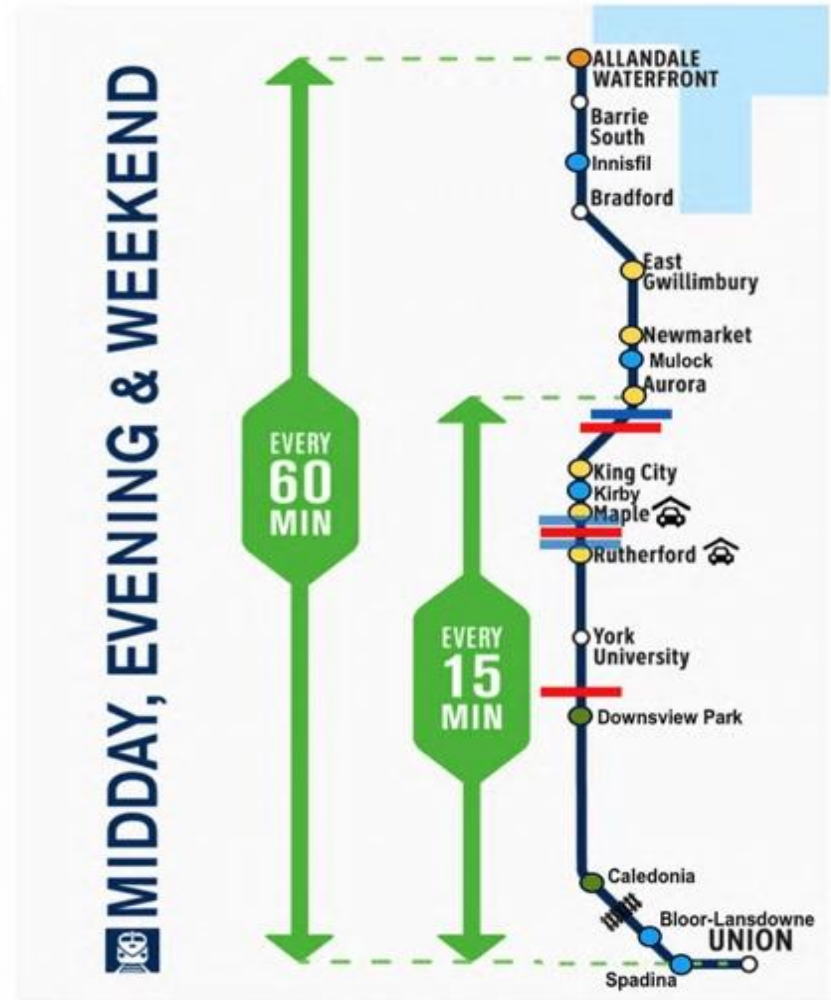 MIDDAY, EVENING & WEEKEND
EVERY
60
MIN
EVERY
15
MIN
ALLANDALE
WATERFRONT
Barrie
South
Innisfil
Bradford
East
Gwillimbury
Newmarket
Mulock
Aurora
King City
Kirby
Maple
Rutherford
York
University
Downsview Park
Caledonia
Bloor-Lansdowne
UNION
Spadina